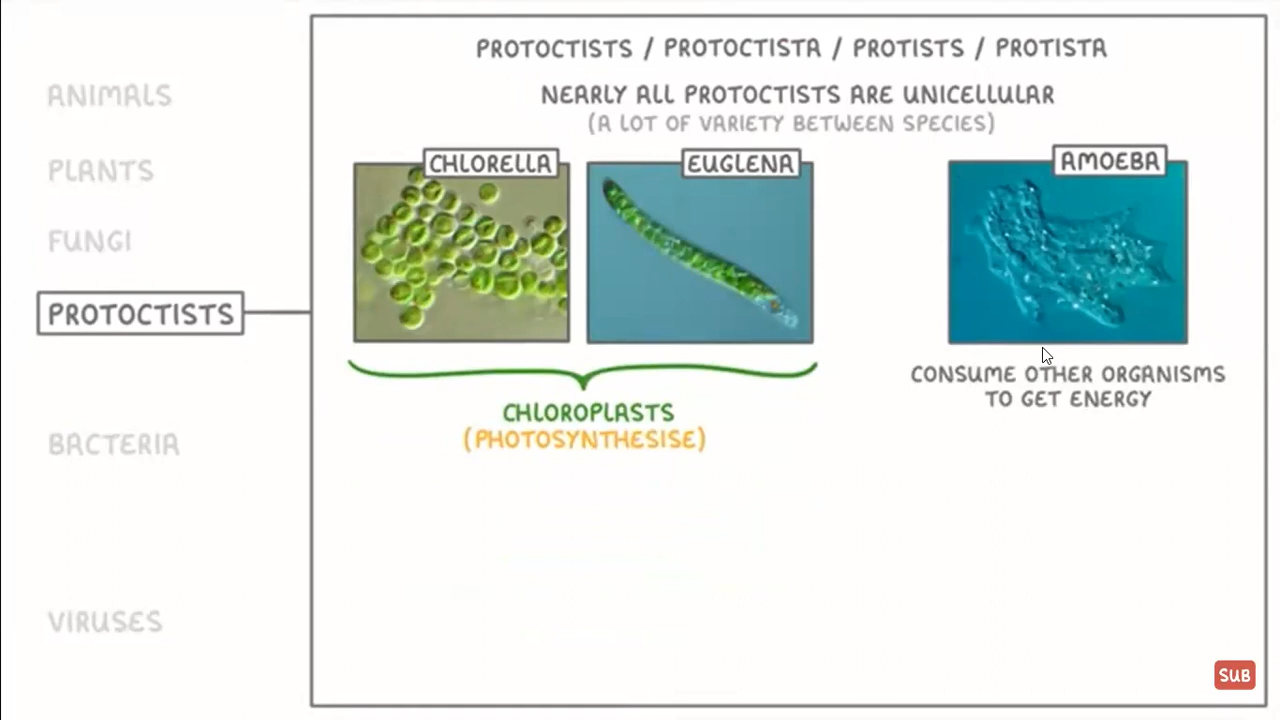 PROTOCTISTS / PROTOCTISTA / PROTISTS / PROTISTA
NEARLY ALL PROTOCTISTS ARE UNICELLULAR
(A LOT OF VARIETY BETWEEN SPECIES)
ANIMALS
PLANTS
FUNGI
PROTOCTISTS
BACTERIA
VIRUSES
CHLORELLA
EUGLENA
AMOEBA
CHLOROPLASTS
(PHOTOSYNTHESISE)
CONSUME OTHER ORGANISMS
TO GET ENERGY
SUB